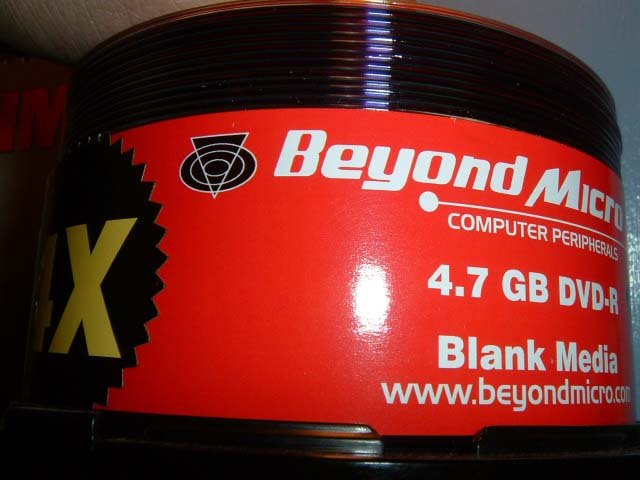 Beyond Micro
COMPUTER PERIPHERALS
4.7 GB DVD-R
Blank Media
www.beyondmicro.com
4X